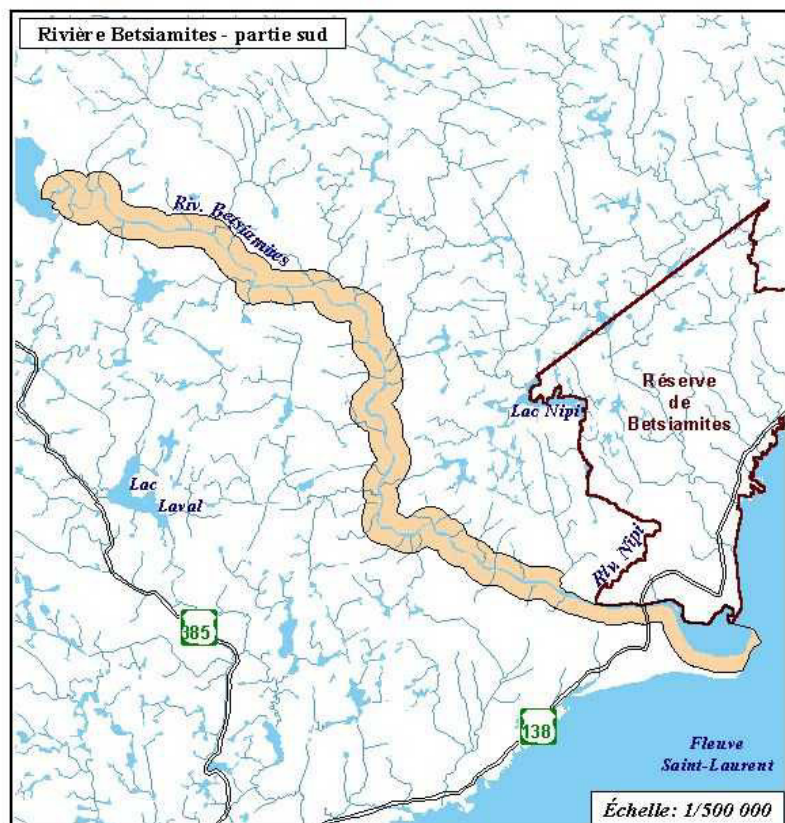 Rivière Betsiamites - partie sud
Riv. Betsiamites
Réserve
de
Betsiamites
Lac Nipi
Lac
Laval
Riv. Nipi
385
138
Fleuve
Saint-Laurent
Échelle: 1/500 000